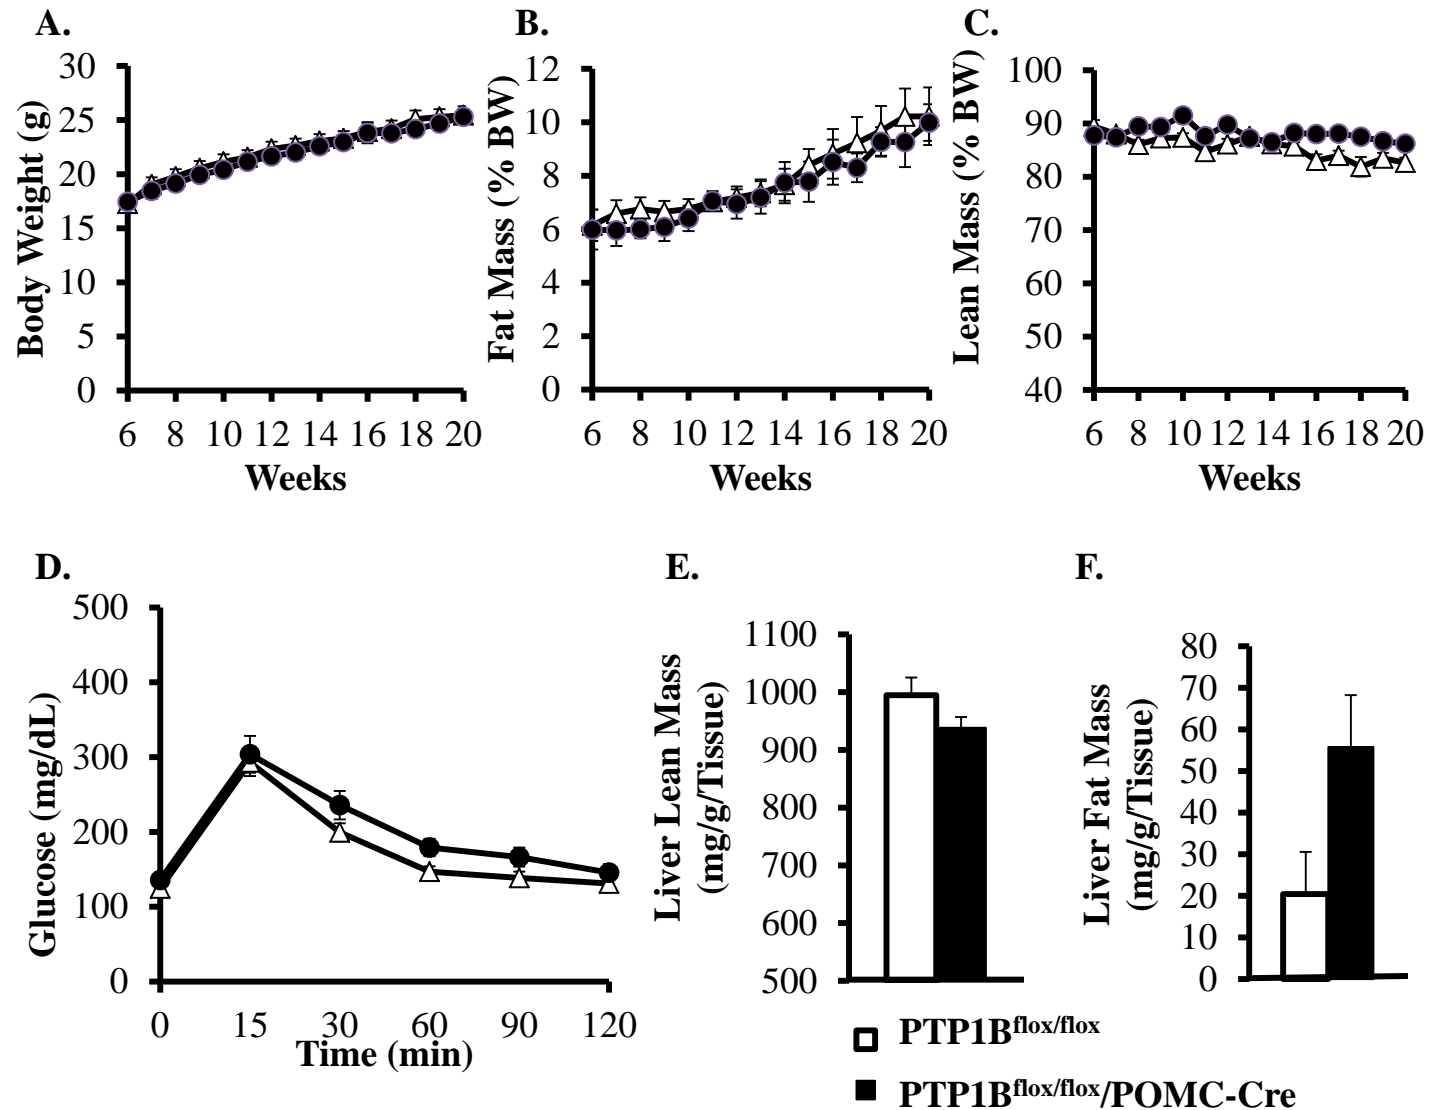 A.
B.
C.
30
25
20
15
10
5
0
Body Weight (g)
6 8 10 12 14 16 18 20
Weeks
12
10
8
6
4
2
0
Fat Mass (% BW)
6 8 10 12 14 16 18 20
Weeks
100
90
80
70
60
50
40
Lean Mass (% BW)
6 8 10 12 14 16 18 20
Weeks
D.
E.
F.
500
400
300
200
100
0
Glucose (mg/dL)
0 15 30 60 90 120
Time (min)
1100
1000
900
800
700
600
500
Liver Lean Mass
(mg/g/Tissue)
80
70
60
50
40
30
20
10
0
Liver Fat Mass
(mg/g/Tissue)
PTP1Bflox/flox
PTP1Bflox/flox/POMC-Cre